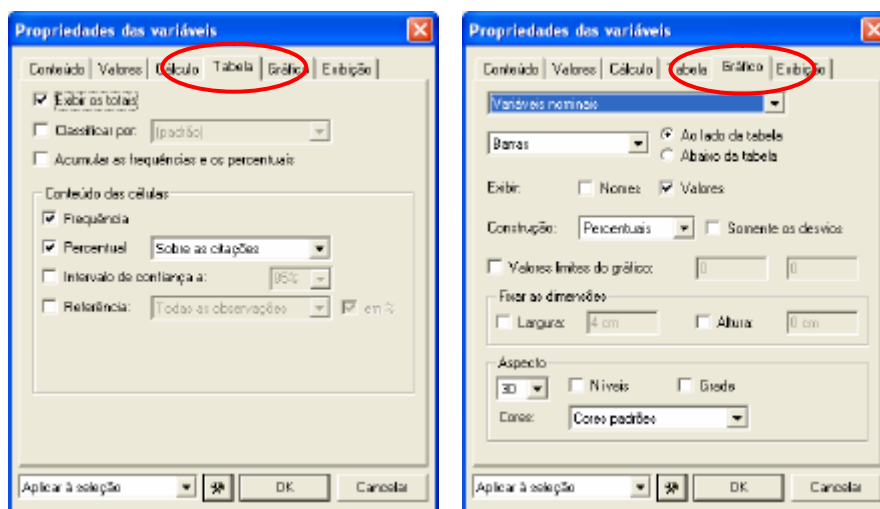 Propriedades das variáveis
Conteúdo Valores Cálculo Tabela Gráfico Exibição
Exibir os totais
Classificar por: (padrão)
Acumular as frequências e os percentuais
Conteúdo das células
Frequência
Percentual Sobre as citações
Intervalo de confiança a: 95%
Referência: Todas as observações em %
Aplicar à seleção OK Cancelar
Propriedades das variáveis
Conteúdo Valores Cálculo Tabela Gráfico Exibição
Variáveis nominais
Barras Ao lado da tabela
Abaixo da tabela
Exibir: Nomes Valores
Construção: Percentuais Somente os desvios
Valores limites do gráfico: 0 0
Fixar as dimensões
Largura: 4 cm Altura: 0 cm
Aspecto
3D Níveis Grade
Cores: Cores padrões
Aplicar à seleção OK Cancelar